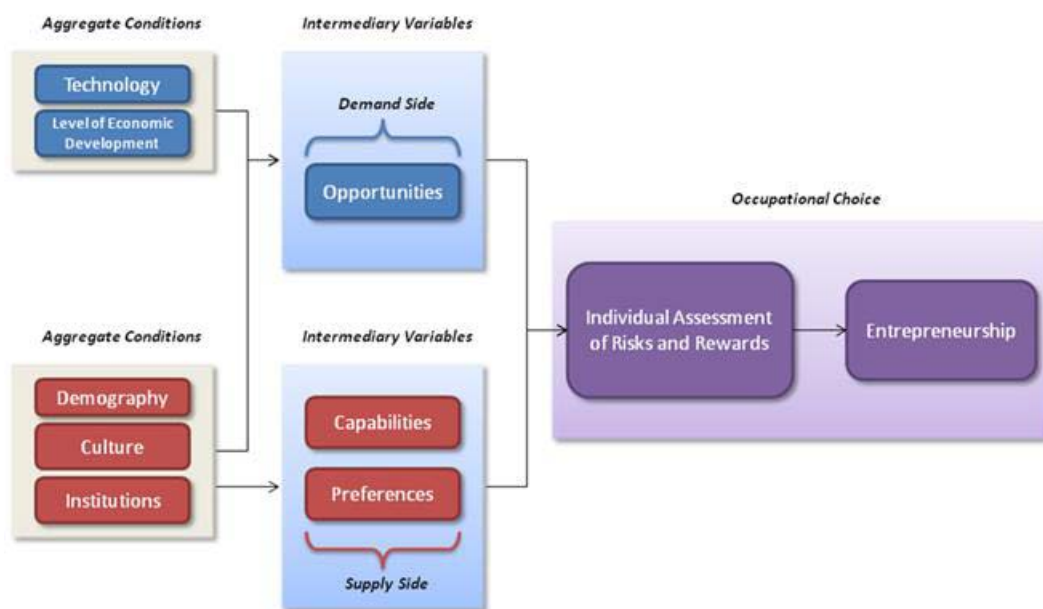 Aggregate Conditions
Technology
Level of Economic
Development
Intermediary Variables
Demand Side
Opportunities
Aggregate Conditions
Demography
Culture
Institutions
Intermediary Variables
Capabilities
Preferences
Supply Side
Occupational Choice
Individual Assessment
of Risks and Rewards
Entrepreneurship